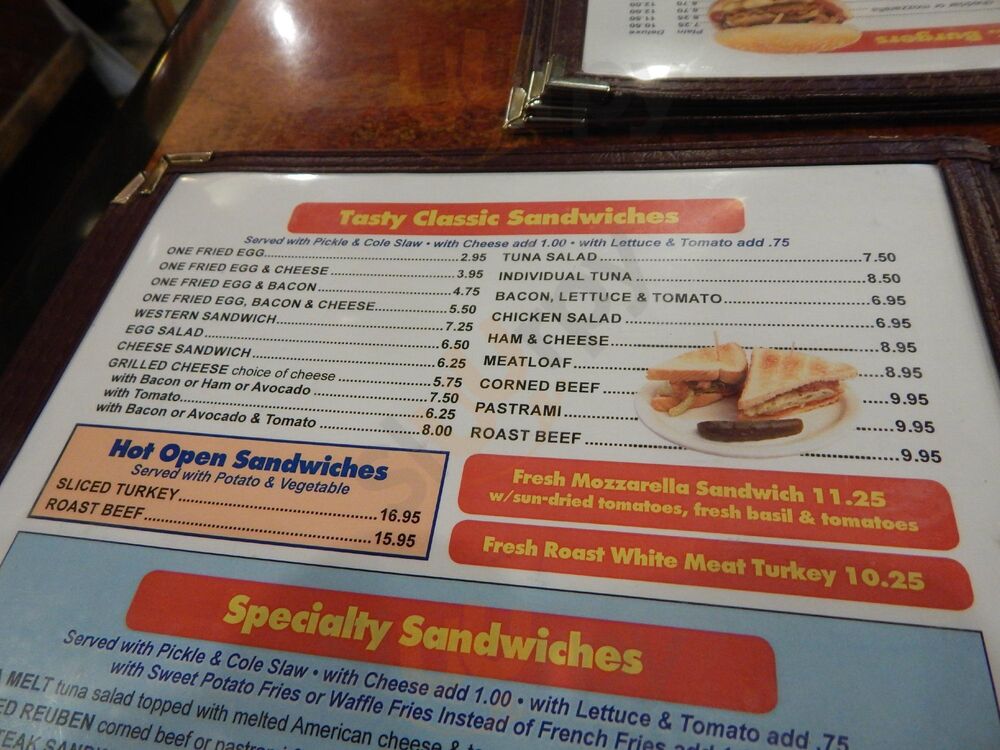 Burgers
Plain Deluxe
Tasty Classic Sandwiches
Served with Pickle & Cole Slaw • with Cheese add 1.00 • with Lettuce & Tomato add .75
ONE FRIED EGG 2.95
ONE FRIED EGG & CHEESE 3.95
ONE FRIED EGG & BACON 4.75
ONE FRIED EGG, BACON & CHEESE 5.50
WESTERN SANDWICH 7.25
EGG SALAD 6.50
CHEESE SANDWICH 6.25
GRILLED CHEESE choice of cheese 5.75
with Bacon or Ham or Avocado 7.50
with Tomato 6.25
with Bacon or Avocado & Tomato 8.00
TUNA SALAD 7.50
INDIVIDUAL TUNA 8.50
BACON, LETTUCE & TOMATO 6.95
CHICKEN SALAD 6.95
HAM & CHEESE 8.95
MEATLOAF 8.95
CORNED BEEF 9.95
PASTRAMI 9.95
ROAST BEEF 9.95
Hot Open Sandwiches
Served with Potato & Vegetable
SLICED TURKEY 16.95
ROAST BEEF 15.95
Fresh Mozzarella Sandwich 11.25
w/sun-dried tomatoes, fresh basil & tomatoes
Fresh Roast White Meat Turkey 10.25
Specialty Sandwiches
Served with Pickle & Cole Slaw • with Cheese add 1.00 • with Lettuce & Tomato add .75
with Sweet Potato Fries or Waffle Fries Instead of French Fries add
MELT tuna salad topped with melted American cheese &
REUBEN corned beef or